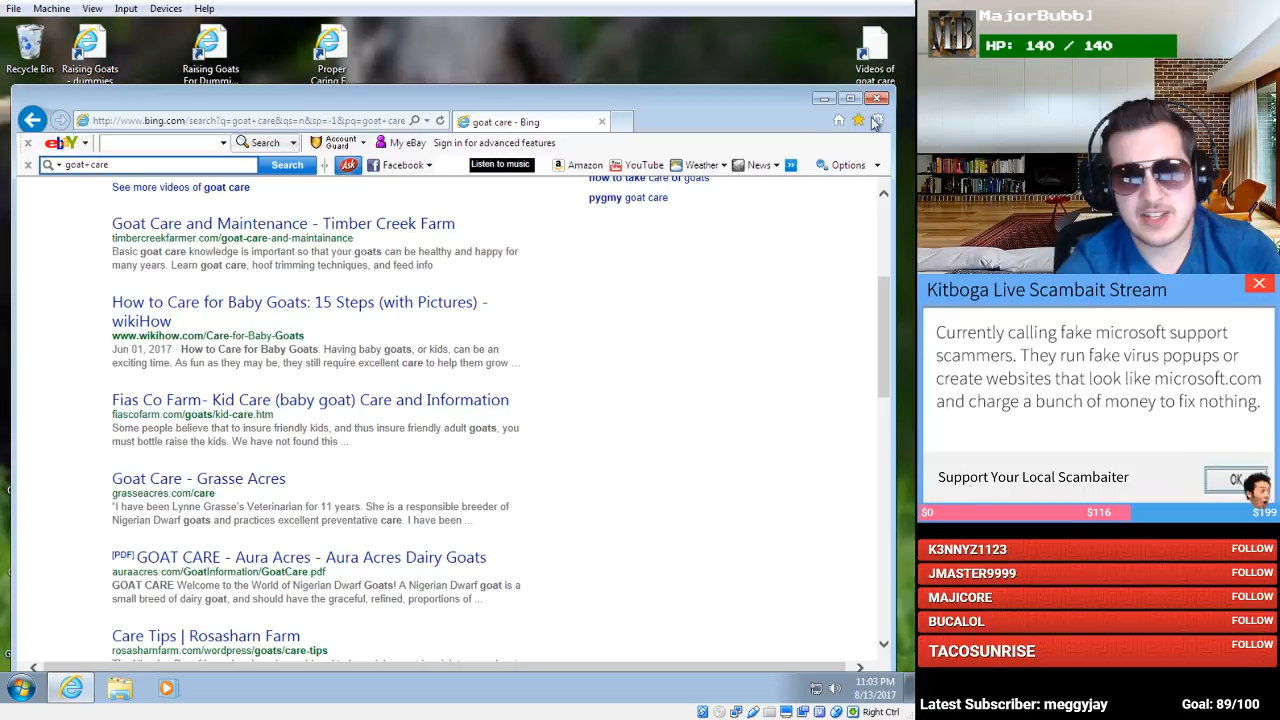 File Machine View Input Devices Help
Recycle Bin
Raising Goats - dummies
Raising Goats For Dummi...
Proper Caring F...
Videos of goat care
http://www.bing.com/search?q=goat+care&qs=n&sp=-1&pq=goat+care
goat care - Bing
ebay Search Account Guard My eBay Sign in for advanced features
goat+care Search Ask Facebook Listen to music Amazon YouTube Weather News Options
See more videos of goat care
how to take care of goats
pygmy goat care
Goat Care and Maintenance - Timber Creek Farm
timbercreekfarmer.com/goat-care-and-maintainance
Basic goat care knowledge is important so that your goats can be healthy and happy for
many years. Learn goat care, hoof trimming techniques, and feed info
How to Care for Baby Goats: 15 Steps (with Pictures) -
wikiHow
www.wikihow.com/Care-for-Baby-Goats
Jun 01, 2017 · How to Care for Baby Goats. Having baby goats, or kids, can be an
exciting time. As fun as they may be, they still require excellent care to help them grow ...
Fias Co Farm- Kid Care (baby goat) Care and Information
fiascofarm.com/goats/kid-care.htm
Some people believe that to insure friendly kids, and thus insure friendly adult goats, you
must bottle raise the kids. We have not found this ...
Goat Care - Grasse Acres
grasseacres.com/care
"I have been Lynne Grasse's Veterinarian for 11 years. She is a responsible breeder of
Nigerian Dwarf goats and practices excellent preventative care. I have been ...
[PDF] GOAT CARE - Aura Acres - Aura Acres Dairy Goats
auraacres.com/GoatInformation/GoatCare.pdf
GOAT CARE Welcome to the World of Nigerian Dwarf Goats! A Nigerian Dwarf goat is a
small breed of dairy goat, and should have the graceful, refined, proportions of ...
Care Tips | Rosasharn Farm
rosasharnfarm.com/wordpress/goats/care-tips
11:03 PM
8/13/2017
Right Ctrl
MajorBubb]
MB
HP: 140 / 140
Kitboga Live Scambait Stream
Currently calling fake microsoft support
scammers. They run fake virus popups or
create websites that look like microsoft.com
and charge a bunch of money to fix nothing.
Support Your Local Scambaiter
OK
$0 $116 $199
K3NNYZ1123 FOLLOW
JMASTER9999 FOLLOW
MAJICORE FOLLOW
BUCALOL FOLLOW
TACOSUNRISE FOLLOW
Latest Subscriber: meggyjay Goal: 89/100